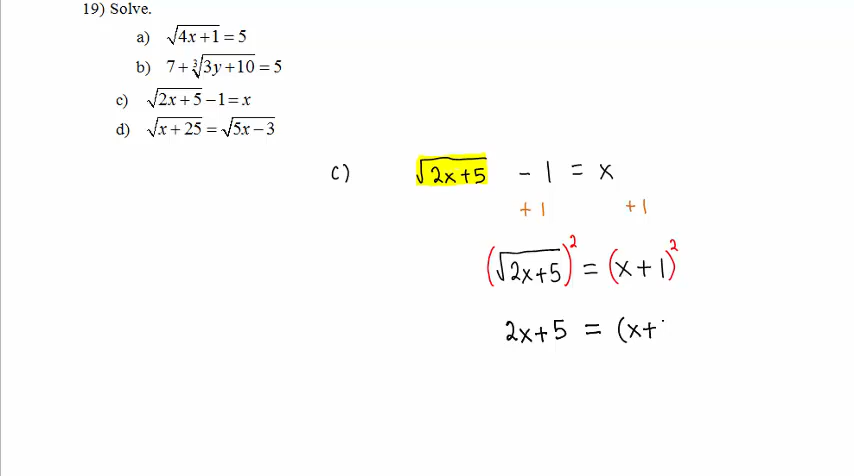 19) Solve.
a) √(4x+1) = 5
b) 7 + ∛(3y+10) = 5
c) √(2x+5) − 1 = x
d) √(x+25) = √(5x−3)
c) √(2x+5) − 1 = x
+1 +1
(√(2x+5))² = (x+1)²
2x+5 = (x+